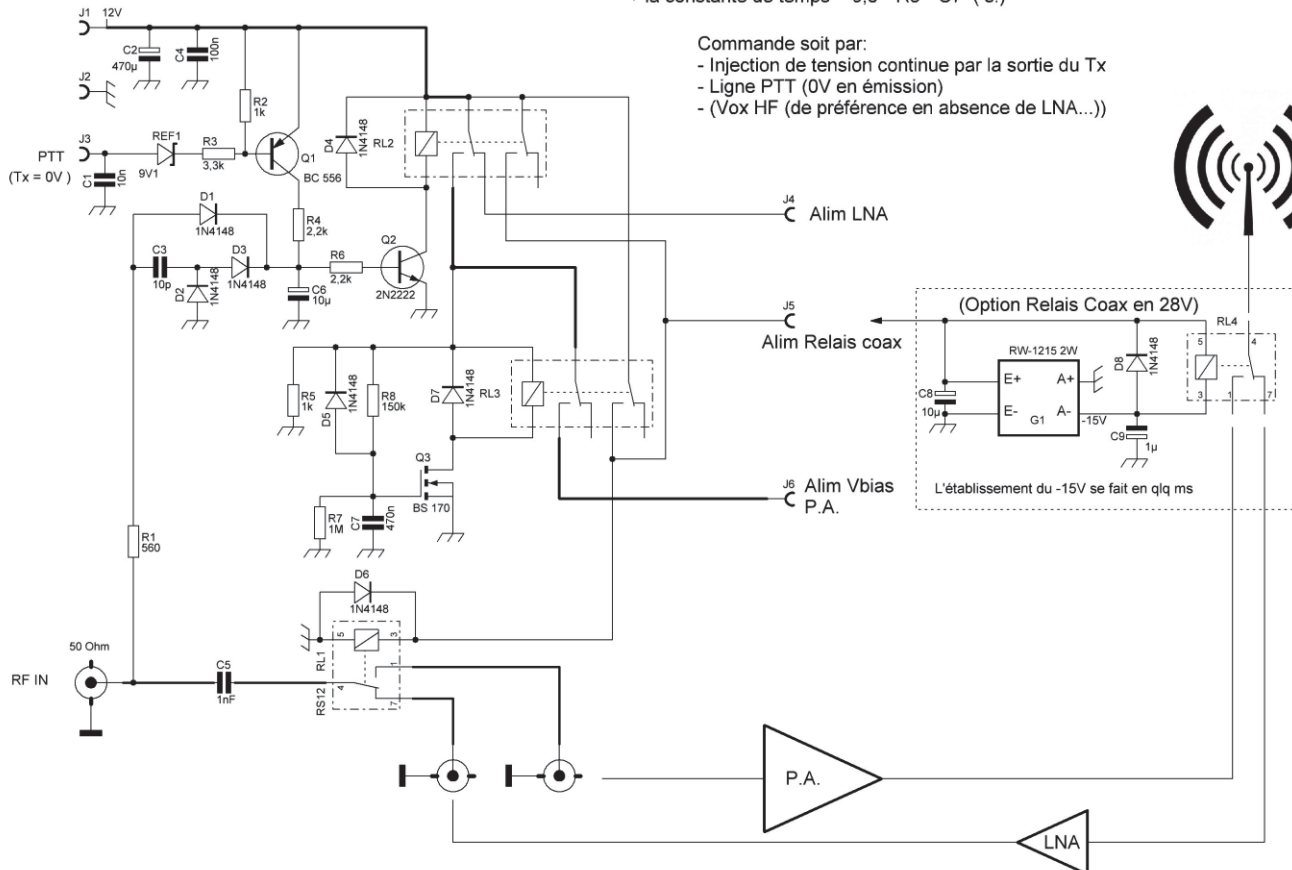 la constante de temps
Commande soit par:
- Injection de tension continue par la sortie du Tx
- Ligne PTT (0V en émission)
- (Vox HF (de préférence en absence de LNA...))
J1 12V
C2
470µ
C4
100n
J2
R2
1k
J3
PTT
(Tx = 0V )
REF1
9V1
R3
3,3k
Q1
BC 556
C1
10n
D4
1N4148
RL2
D1
1N4148
R4
2,2k
C3
10p
D3
1N4148
D2
1N4148
R6
2,2k
Q2
2N2222
C6
10µ
J4
Alim LNA
J5
Alim Relais coax
(Option Relais Coax en 28V)
RL4
5
4
3
1
7
RW-1215 2W
E+
A+
E-
A-
G1
-15V
D8
1N4148
C8
10µ
C9
1µ
L'établissement du -15V se fait en qlq ms
R5
1k
D5
1N4148
R8
150k
D7
1N4148
RL3
Q3
BS 170
R7
1M
C7
470n
J6
Alim Vbias
P.A.
R1
560
D6
1N4148
RL1
5
3
4
1
7
RS12
50 Ohm
RF IN
C5
1nF
P.A.
LNA